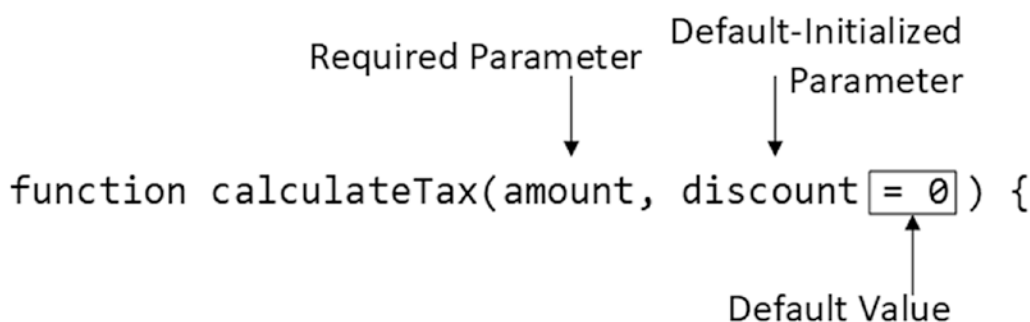 Default-Initialized
Required Parameter
Parameter
function calculateTax(amount, discount = 0) {
Default Value